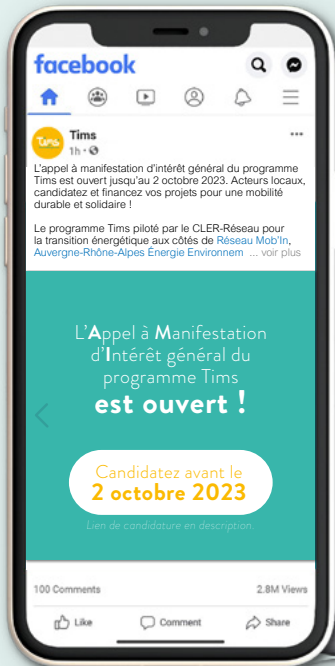 facebook
Tims
Tims
1h ·
L'appel à manifestation d'intérêt général du programme
Tims est ouvert jusqu'au 2 octobre 2023. Acteurs locaux,
candidatez et financez vos projets pour une mobilité
durable et solidaire !
Le programme Tims piloté par le CLER-Réseau pour
la transition énergétique aux côtés de Réseau Mob'In,
Auvergne-Rhône-Alpes Énergie Environnem ... voir plus
L'Appel à Manifestation
d'Intérêt général du
programme Tims
est ouvert !
Candidatez avant le
2 octobre 2023
Lien de candidature en description.
100 Comments 2.8M Views
Like Comment Share